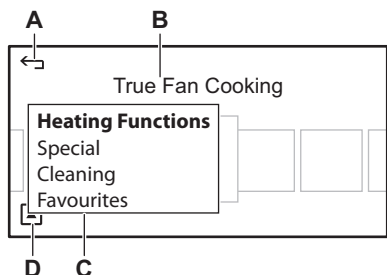 A B
True Fan Cooking
Heating Functions
Special
Cleaning
Favourites
D C